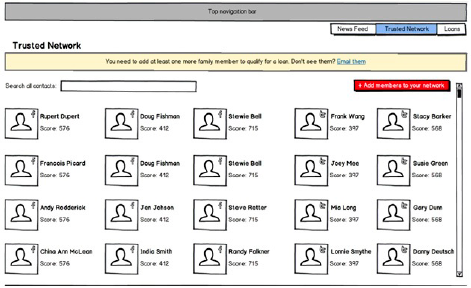 Top navigation bar
News Feed Trusted Network Loans
Trusted Network
You need to add at least one more family member to qualify for a loan. Don't see them? Email them
Search all contacts:
+ Add members to your network
Rupert Dupert Doug Fishman Stewie Bell Frank Wang Stacy Barker
Score: 576 Score: 412 Score: 715 Score: 397 Score: 568
Francois Picard Doug Fishman Stewie Bell Joey Mee Susie Green
Score: 576 Score: 412 Score: 715 Score: 397 Score: 568
Andy Rodderick Jen Johson Steve Rotter Mia Long Gary Dunn
Score: 576 Score: 412 Score: 715 Score: 397 Score: 568
China Ann McLean India Smith Randy Falkner Lonnie Smythe Danny Deutsch
Score: 576 Score: 412 Score: 715 Score: 397 Score: 568